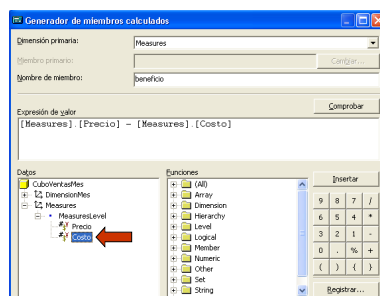 Generador de miembros calculados
Dimensión primaria:
Measures
Miembro primario:
Cambiar...
Nombre de miembro:
beneficio
Expresión de valor
Comprobar
[Measures].[Precio] - [Measures].[Costo]
Datos
CuboVentasMes
DimensionMes
Measures
MeasuresLevel
Precio
Costo
Funciones
(All)
Array
Dimension
Hierarchy
Level
Logical
Member
Numeric
Other
Set
String
Insertar
9 8 7 /
6 5 4 *
3 2 1 -
0 . % +
( ) { }
Registrar...